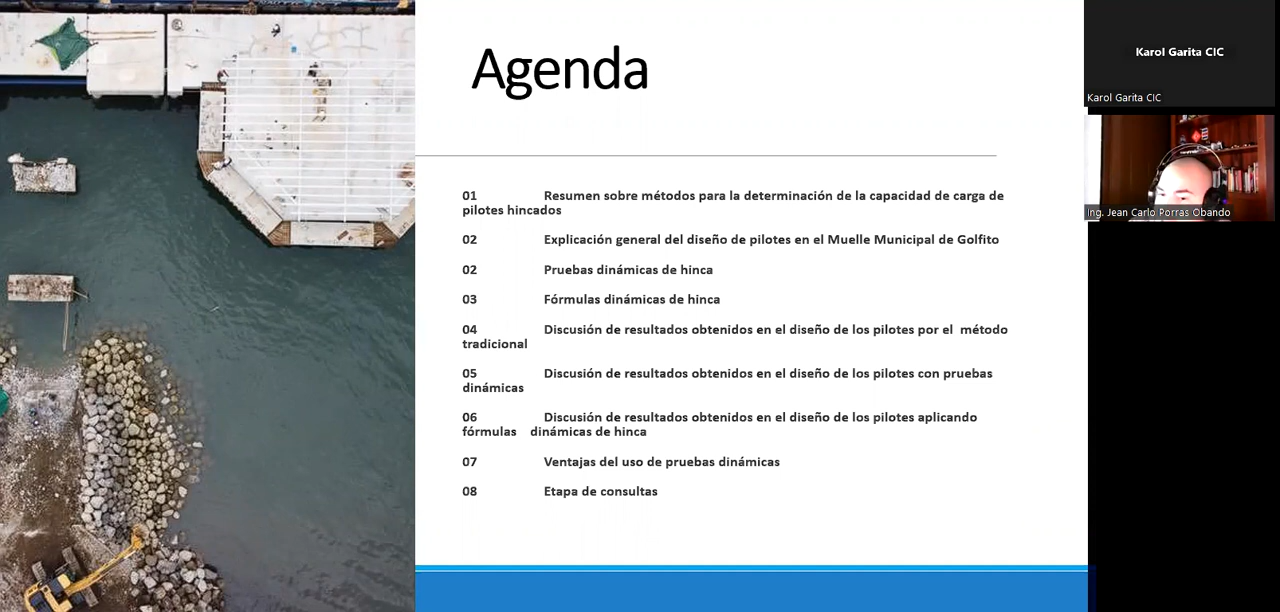 Agenda
01 Resumen sobre métodos para la determinación de la capacidad de carga de
pilotes hincados
02 Explicación general del diseño de pilotes en el Muelle Municipal de Golfito
02 Pruebas dinámicas de hinca
03 Fórmulas dinámicas de hinca
04 Discusión de resultados obtenidos en el diseño de los pilotes por el método
tradicional
05 Discusión de resultados obtenidos en el diseño de los pilotes con pruebas
dinámicas
06 Discusión de resultados obtenidos en el diseño de los pilotes aplicando
fórmulas dinámicas de hinca
07 Ventajas del uso de pruebas dinámicas
08 Etapa de consultas
Karol Garita CIC
Karol Garita CIC
Ing. Jean Carlo Porras Obando